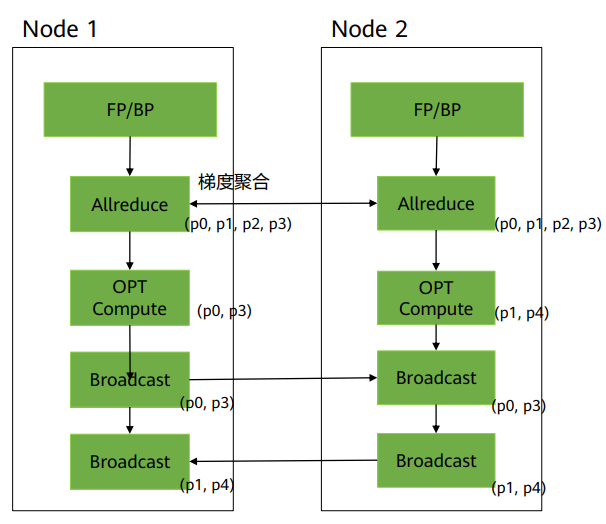 Node 1
Node 2
FP/BP
FP/BP
梯度聚合
Allreduce
Allreduce
(p0, p1, p2, p3)
(p0, p1, p2, p3)
OPT
Compute
(p0, p3)
OPT
Compute
(p1, p4)
Broadcast
(p0, p3)
Broadcast
(p0, p3)
Broadcast
(p1, p4)
Broadcast
(p1, p4)